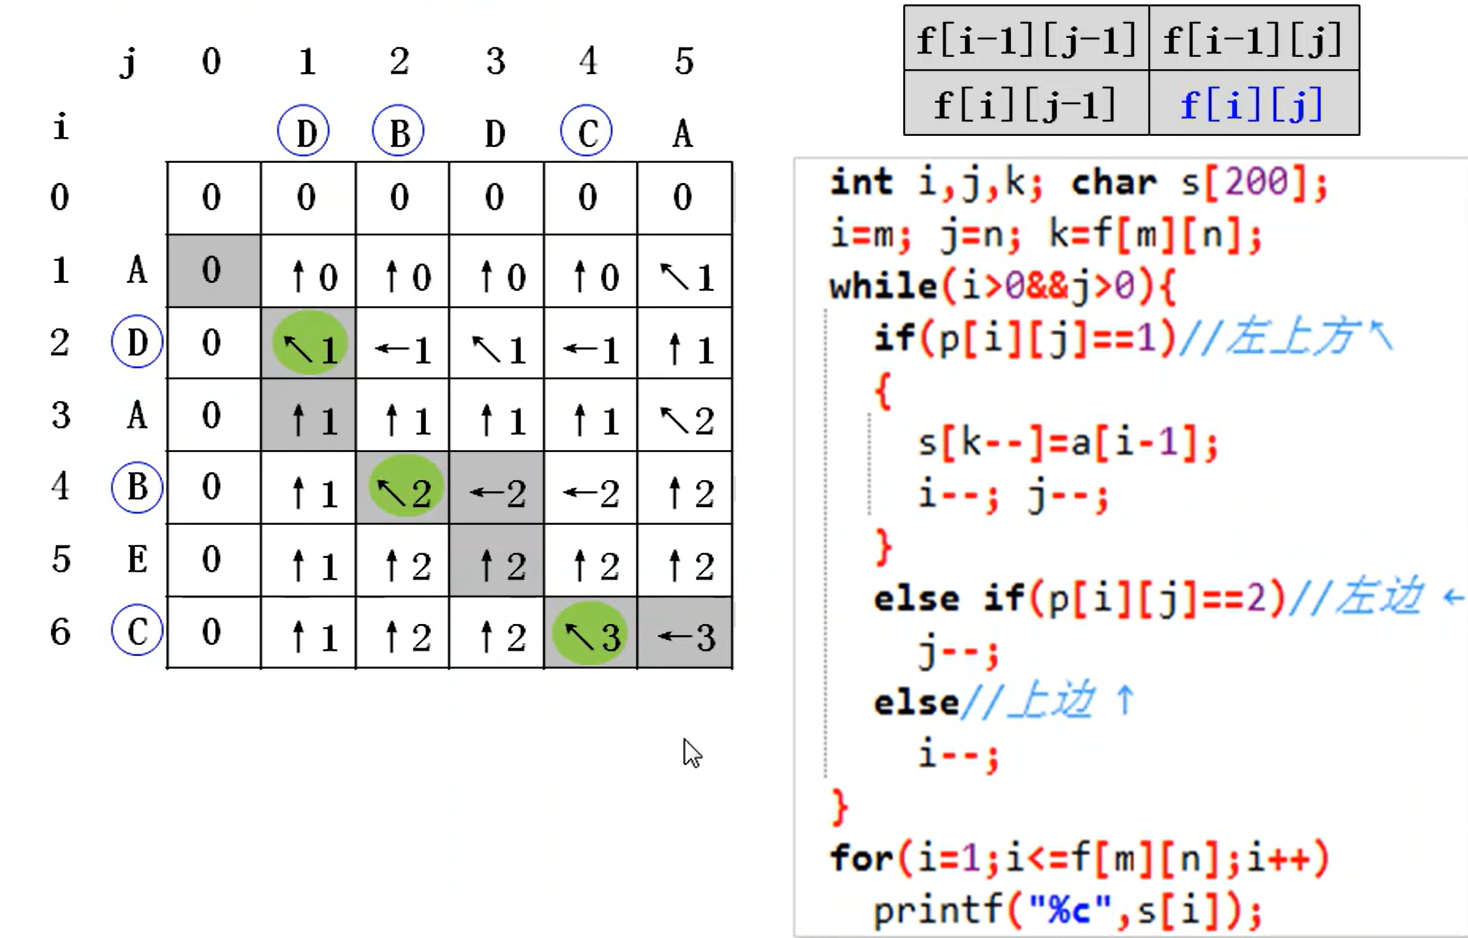 j 0 1 2 3 4 5
i D B D C A
0 0 0 0 0 0 0
1 A 0 ↑0 ↑0 ↑0 ↑0 ↖1
2 D 0 ↖1 ←1 ↖1 ←1 ↑1
3 A 0 ↑1 ↑1 ↑1 ↑1 ↖2
4 B 0 ↑1 ↖2 ←2 ←2 ↑2
5 E 0 ↑1 ↑2 ↑2 ↑2 ↑2
6 C 0 ↑1 ↑2 ↑2 ↖3 ←3
f[i-1][j-1] f[i-1][j]
f[i][j-1] f[i][j]
int i,j,k; char s[200];
i=m; j=n; k=f[m][n];
while(i>0&&j>0){
if(p[i][j]==1)//左上方↖
{
s[k--]=a[i-1];
i--; j--;
}
else if(p[i][j]==2)//左边 ←
j--;
else//上边 ↑
i--;
}
for(i=1;i<=f[m][n];i++)
printf("%c",s[i]);